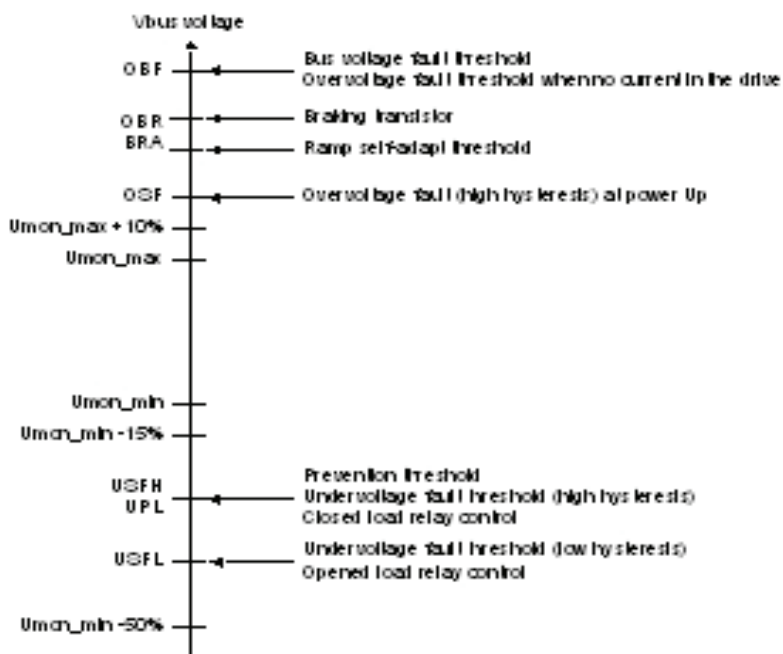 Vbus voltage
OBF
Bus voltage fault threshold
Overvoltage fault threshold when no current in the drive
OBR
Braking transistor
BRA
Ramp self-adapt threshold
OSF
Overvoltage fault (high hysteresis) at power Up
Umon_max + 10%
Umon_max
Umon_min
Umon_min -15%
USFH
UPL
Prevention threshold
Undervoltage fault threshold (high hysteresis)
Closed load relay control
USFL
Undervoltage fault threshold (low hysteresis)
Opened load relay control
Umon_min -50%